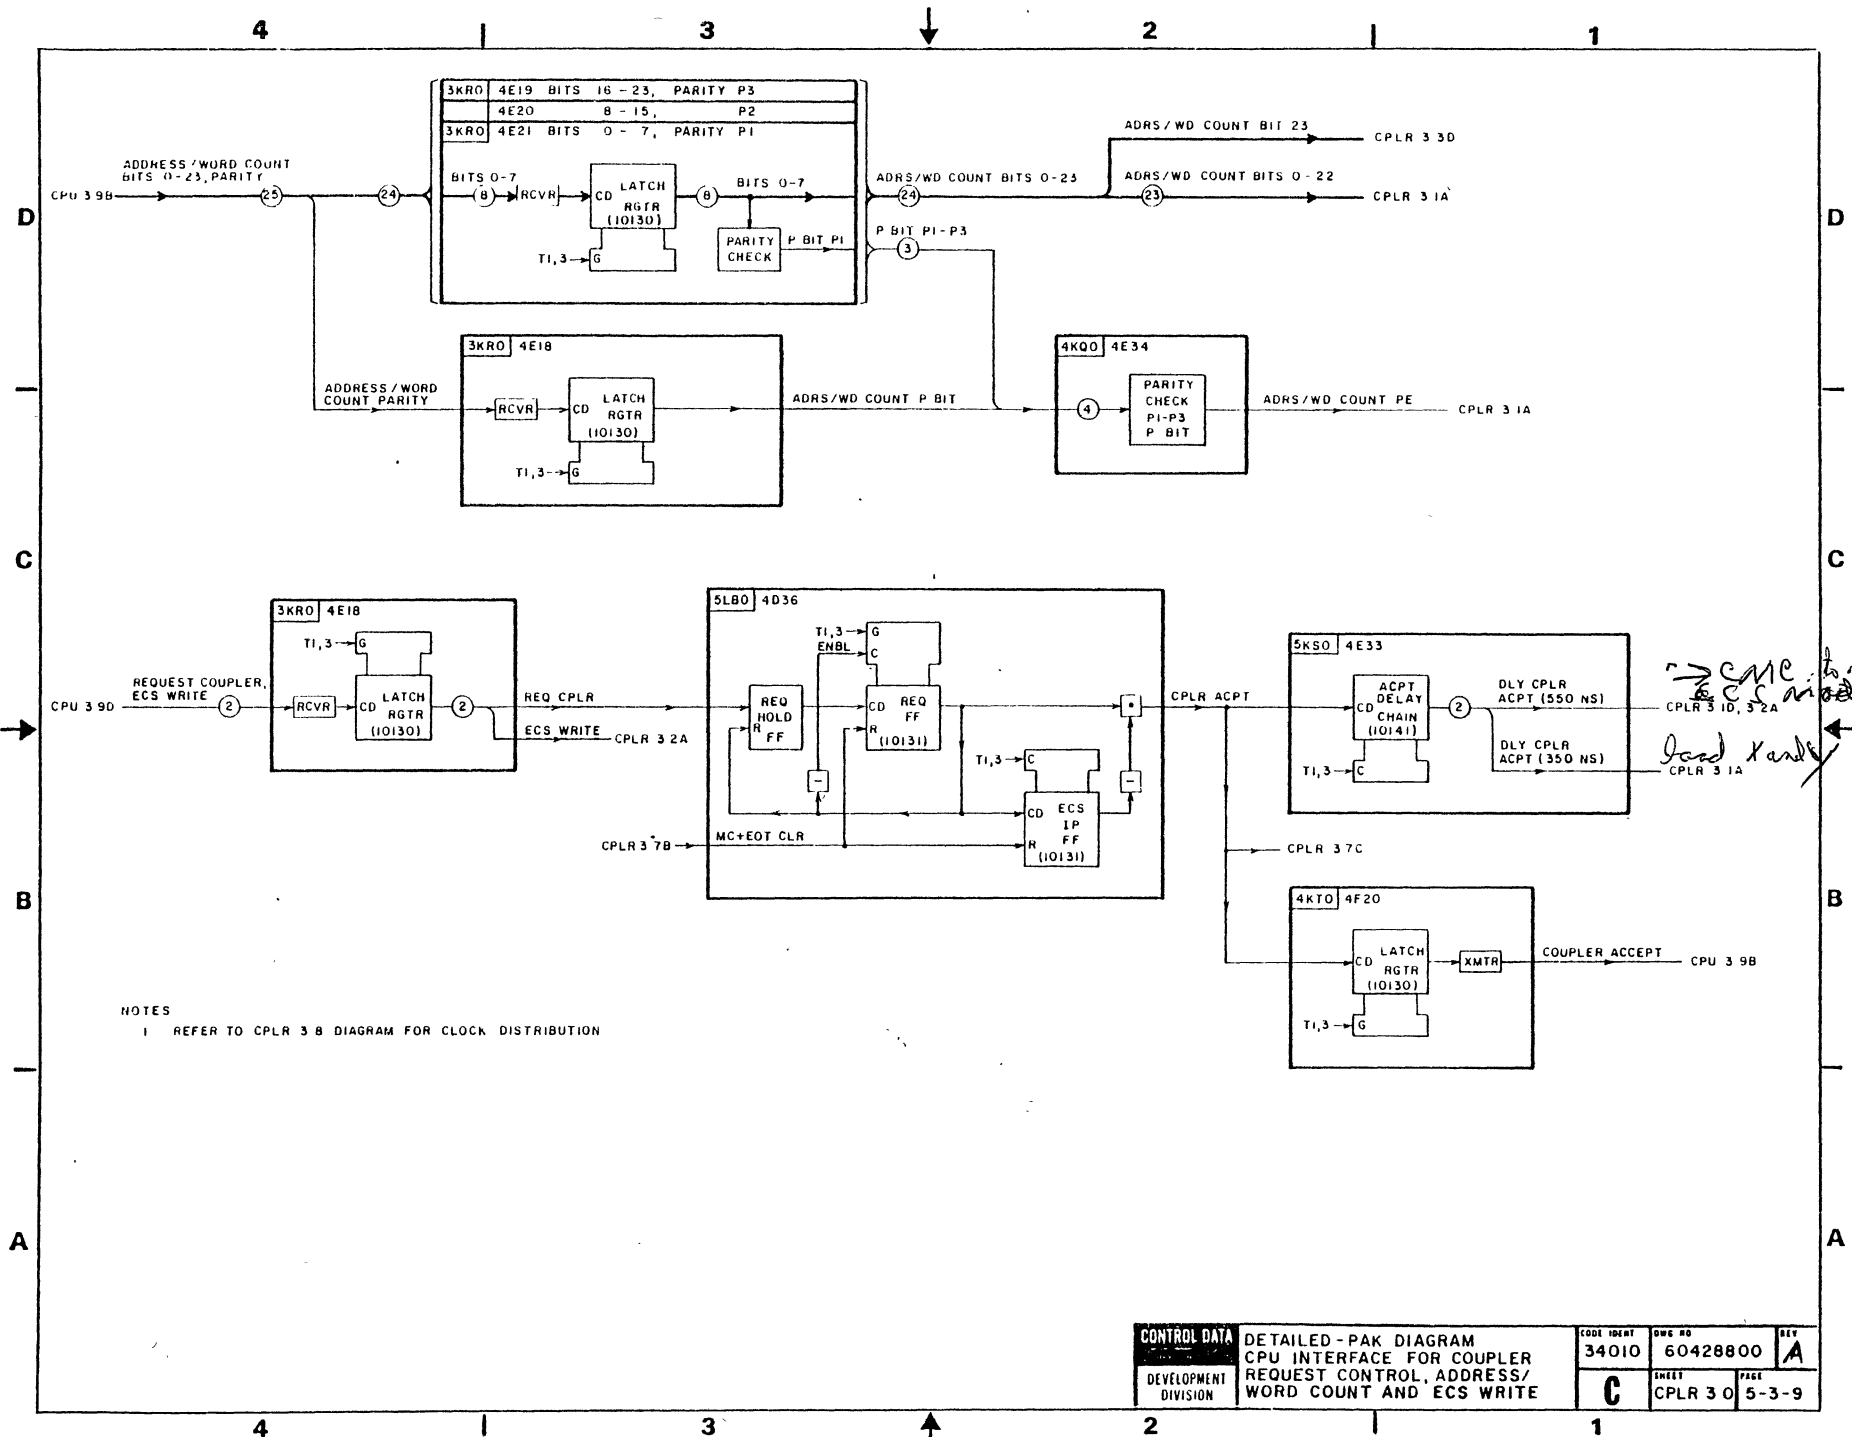 4 3 2 1
3KR0 4E19 BITS 16-23, PARITY P3
4E20 8-15, P2
3KR0 4E21 BITS 0-7, PARITY P1
ADDRESS/WORD COUNT
BITS 0-23, PARITY
CPU 3 9B
25
24
BITS 0-7
8
RCVR
CD LATCH
RGTR
(10130)
T1,3
G
8
BITS 0-7
PARITY
CHECK
P BIT P1
ADRS/WD COUNT BITS 0-23
24
ADRS/WD COUNT BIT 23
CPLR 3 3D
ADRS/WD COUNT BITS 0-22
23
CPLR 3 1A
P BIT P1-P3
3
D
D
3KR0 4E18
ADDRESS/WORD
COUNT PARITY
RCVR
CD LATCH
RGTR
(10130)
T1,3
G
ADRS/WD COUNT P BIT
4KQ0 4E34
4
PARITY
CHECK
P1-P3
P BIT
ADRS/WD COUNT PE
CPLR 3 1A
C
C
3KR0 4E18
T1,3
G
REQUEST COUPLER,
ECS WRITE
CPU 3 9D
2
RCVR
CD LATCH
RGTR
(10130)
2
REQ CPLR
ECS WRITE
CPLR 3 2A
5LB0 4D36
T1,3
G
ENBL
C
REQ
HOLD
R FF
CD REQ
FF
R
(10131)
T1,3
C
CD ECS
IP
FF
R (10131)
CPLR 3 7B
MC+EOT CLR
CPLR ACPT
5KS0 4E33
ACPT
CD DELAY
CHAIN
(10141)
T1,3
C
2
DLY CPLR
ACPT (550 NS)
CPLR 3 1D, 3 2A
DLY CPLR
ACPT (350 NS)
CPLR 3 1A
CMC to
load X and Y
CPLR 3 7C
B
B
4KT0 4F20
CD LATCH
RGTR
(10130)
T1,3
G
XMTR
COUPLER ACCEPT
CPU 3 9B
NOTES
1 REFER TO CPLR 3 8 DIAGRAM FOR CLOCK DISTRIBUTION
A
A
CONTROL DATA
DEVELOPMENT
DIVISION
DETAILED-PAK DIAGRAM
CPU INTERFACE FOR COUPLER
REQUEST CONTROL, ADDRESS/
WORD COUNT AND ECS WRITE
CODE IDENT
34010
DWG NO
60428800
REV
A
C
SHEET
CPLR 3 0
PAGE
5-3-9
4 3 2 1